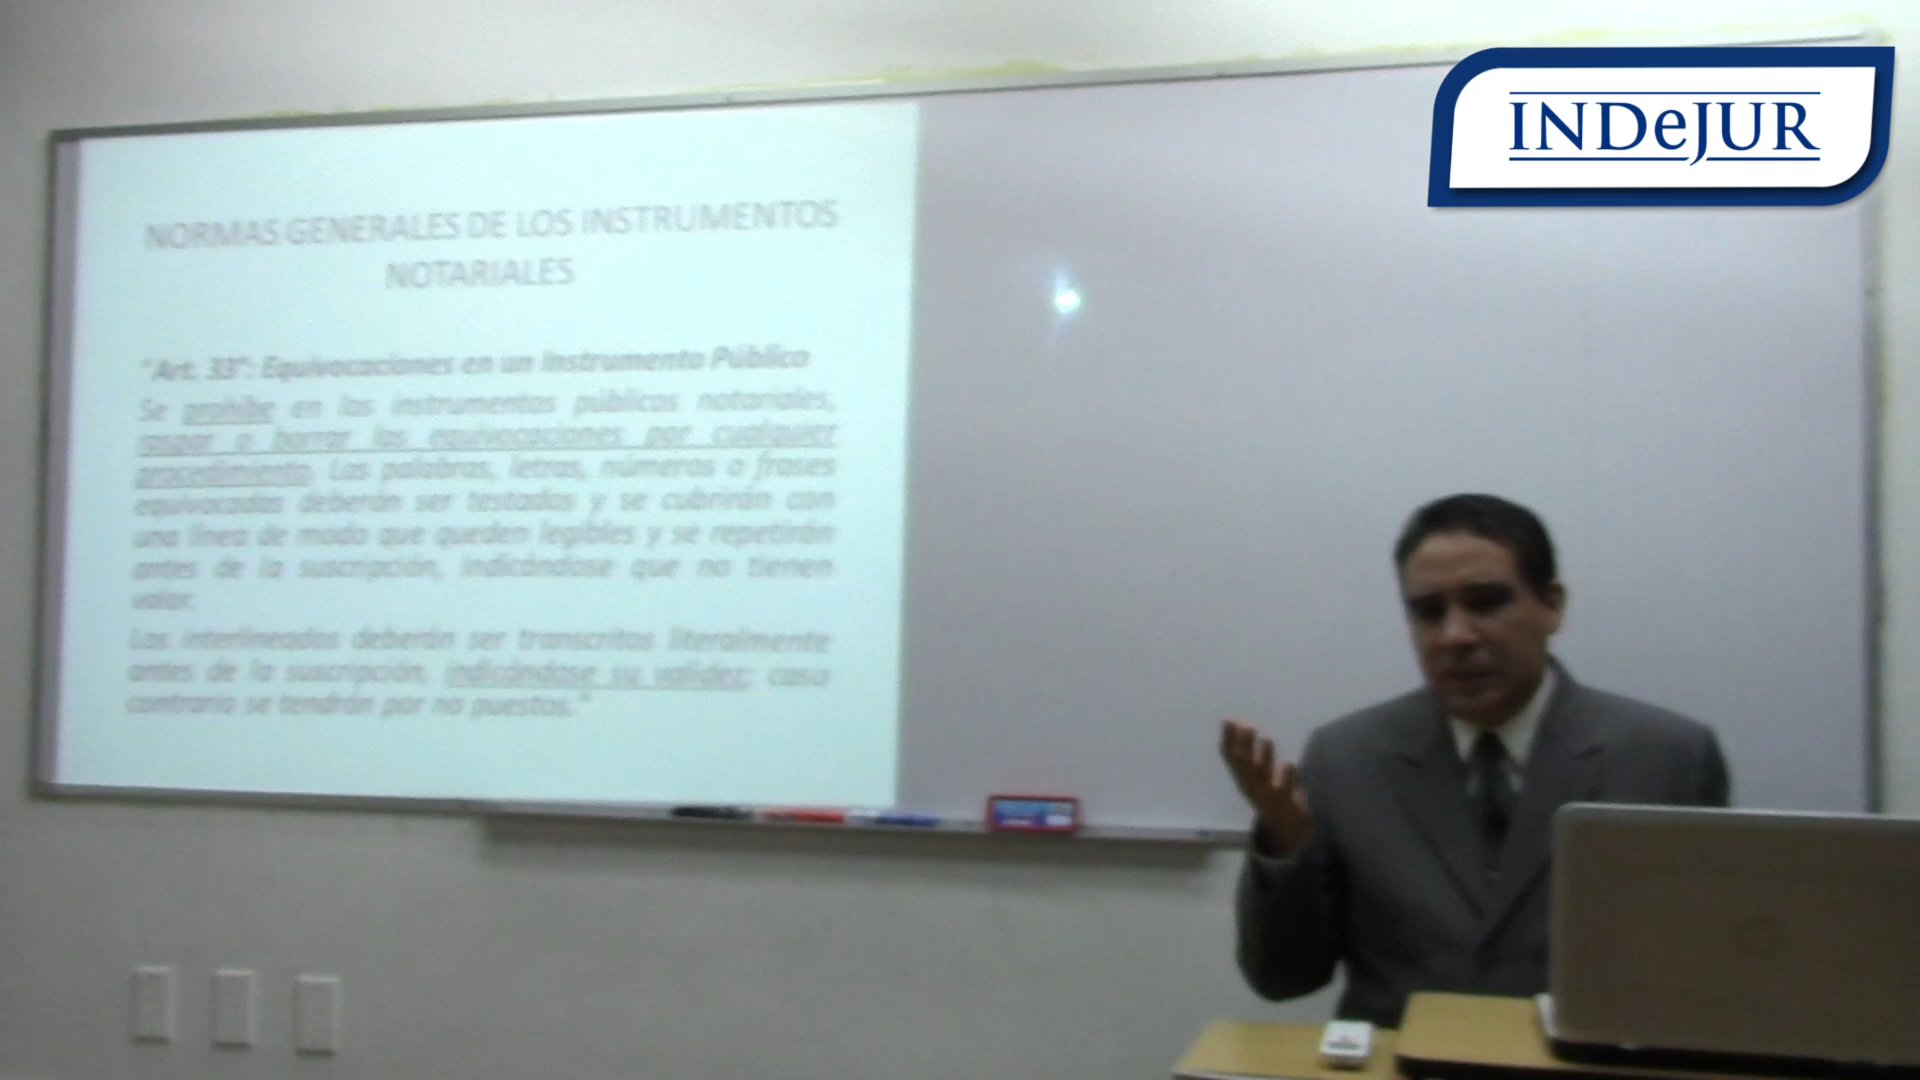 INDeJUR
NORMAS GENERALES DE LOS INSTRUMENTOS
NOTARIALES
"Art. 33°: Equivocaciones en un Instrumento Público
Se prohíbe en los instrumentos públicos notariales,
raspar o borrar las equivocaciones por cualquier
procedimiento. Las palabras, letras, números o frases
equivocadas deberán ser testadas y se cubrirán con
una línea de modo que queden legibles y se repetirán
antes de la suscripción, indicándose que no tienen
valor.
Los interlineados deberán ser transcritos literalmente
antes de la suscripción, indicándose su validez; caso
contrario se tendrán por no puestos."